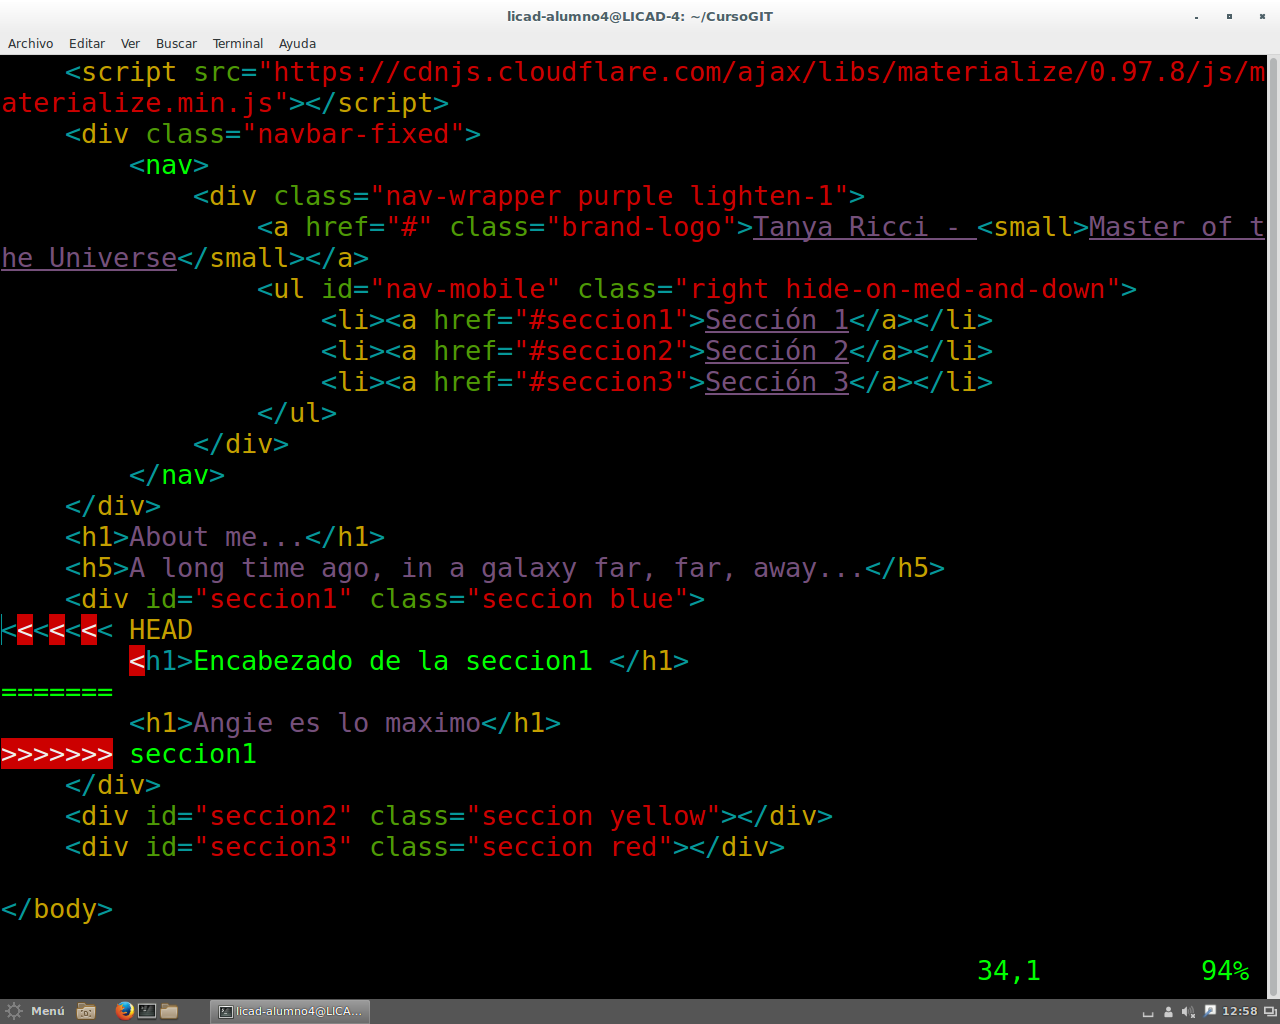 licad-alumno4@LICAD-4: ~/CursoGIT
Archivo Editar Ver Buscar Terminal Ayuda
<script src="https://cdnjs.cloudflare.com/ajax/libs/materialize/0.97.8/js/m
aterialize.min.js"></script>
<div class="navbar-fixed">
<nav>
<div class="nav-wrapper purple lighten-1">
<a href="#" class="brand-logo">Tanya Ricci - <small>Master of t
he Universe</small></a>
<ul id="nav-mobile" class="right hide-on-med-and-down">
<li><a href="#seccion1">Sección 1</a></li>
<li><a href="#seccion2">Sección 2</a></li>
<li><a href="#seccion3">Sección 3</a></li>
</ul>
</div>
</nav>
</div>
<h1>About me...</h1>
<h5>A long time ago, in a galaxy far, far, away...</h5>
<div id="seccion1" class="seccion blue">
<<<<<<< HEAD
<h1>Encabezado de la seccion1 </h1>
=======
<h1>Angie es lo maximo</h1>
>>>>>>> seccion1
</div>
<div id="seccion2" class="seccion yellow"></div>
<div id="seccion3" class="seccion red"></div>
</body>
34,1 94%
Menú licad-alumno4@LICA... 12:58